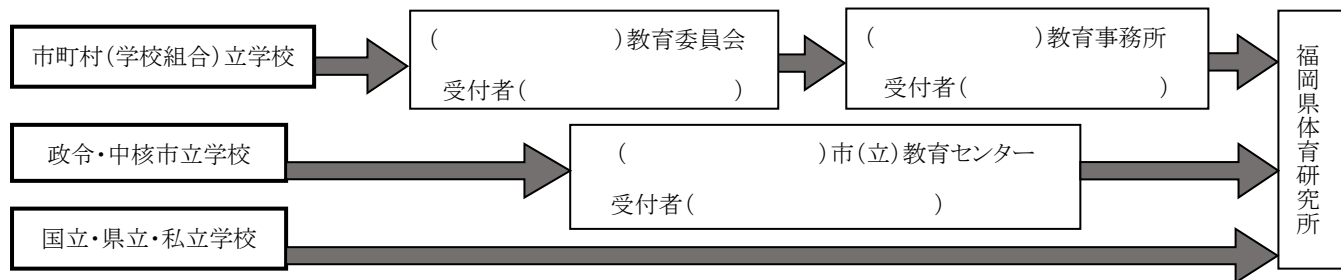 市町村(学校組合)立学校
(　　　　　　　　)教育委員会
受付者(　　　　　　　　　)
(　　　　　　　)教育事務所
受付者(　　　　　　　　)
政令・中核市立学校
(　　　　　　　　)市(立)教育センター
受付者(　　　　　　　　　　)
国立・県立・私立学校
福岡県体育研究所